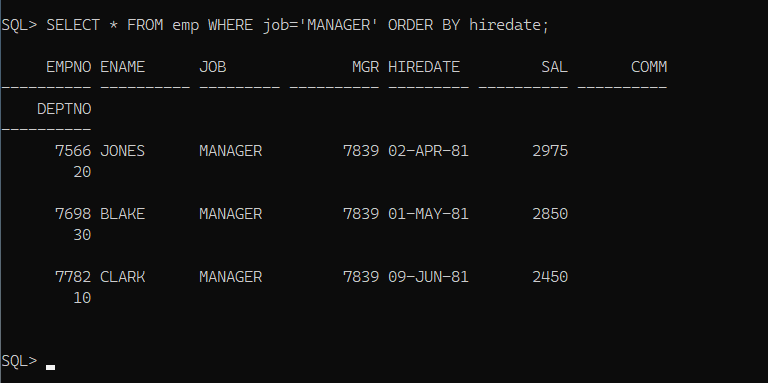 SQL> SELECT * FROM emp WHERE job='MANAGER' ORDER BY hiredate;
     EMPNO ENAME      JOB              MGR HIREDATE         SAL       COMM
---------- ---------- --------- ---------- --------- ---------- ----------
    DEPTNO
----------
      7566 JONES      MANAGER         7839 02-APR-81       2975
        20
      7698 BLAKE      MANAGER         7839 01-MAY-81       2850
        30
      7782 CLARK      MANAGER         7839 09-JUN-81       2450
        10
SQL>